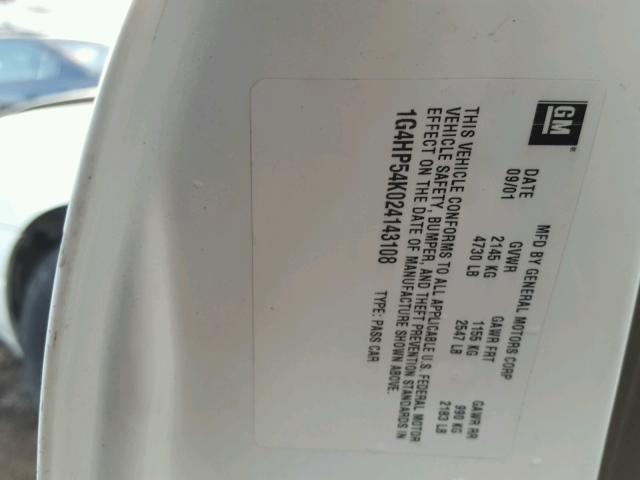 GM®
MFD BY GENERAL MOTORS CORP
DATE GVWR GAWR FRT GAWR RR
09/01 2145 KG 1155 KG 990 KG
4730 LB 2547 LB 2183 LB
THIS VEHICLE CONFORMS TO ALL APPLICABLE U.S. FEDERAL MOTOR
VEHICLE SAFETY, BUMPER, AND THEFT PREVENTION STANDARDS IN
EFFECT ON THE DATE OF MANUFACTURE SHOWN ABOVE.
1G4HP54K024143108 TYPE: PASS CAR